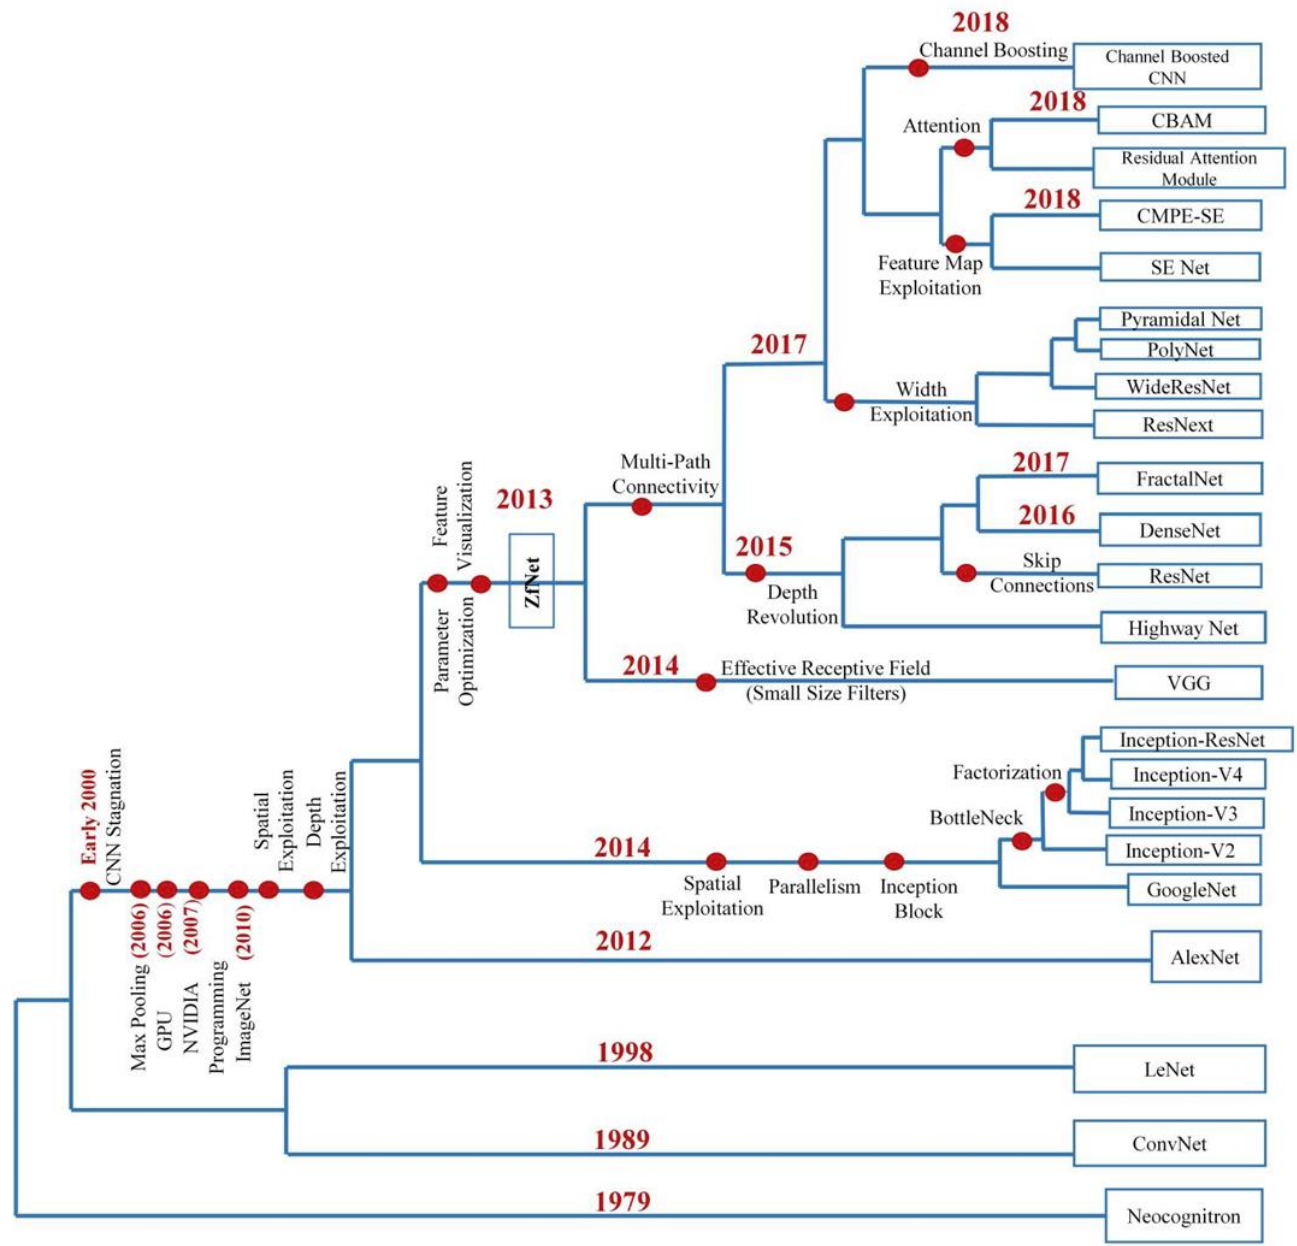 2018
Channel Boosting
Channel Boosted
CNN
2018
Attention
CBAM
Residual Attention
Module
2018
CMPE-SE
Feature Map
Exploitation
SE Net
Pyramidal Net
PolyNet
2017
Width
Exploitation
WideResNet
ResNext
Multi-Path
Connectivity
2017
FractalNet
2016
DenseNet
2015
Skip
Connections
ResNet
Depth
Revolution
Highway Net
Feature
Visualization
2013
ZfNet
Parameter
Optimization
2014
Effective Receptive Field
(Small Size Filters)
VGG
Inception-ResNet
Factorization
Inception-V4
BottleNeck
Inception-V3
Inception-V2
2014
Spatial
Exploitation
Parallelism
Inception
Block
GoogleNet
Early 2000
CNN Stagnation
Spatial
Exploitation
Depth
Exploitation
Max Pooling (2006)
GPU (2006)
NVIDIA (2007)
Programming
ImageNet (2010)
2012
AlexNet
1998
LeNet
1989
ConvNet
1979
Neocognitron